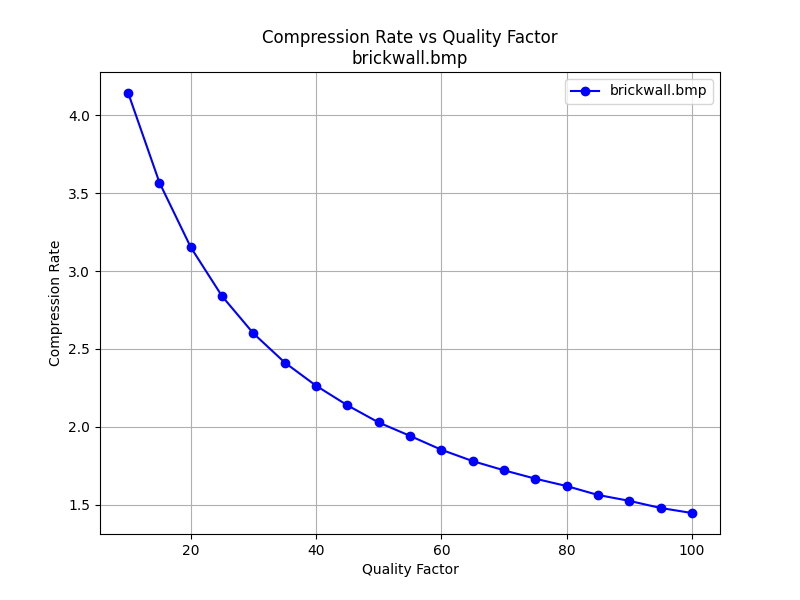 Compression Rate vs Quality Factor
brickwall.bmp
brickwall.bmp
4.0
3.5
3.0
2.5
2.0
1.5
Compression Rate
20 40 60 80 100
Quality Factor